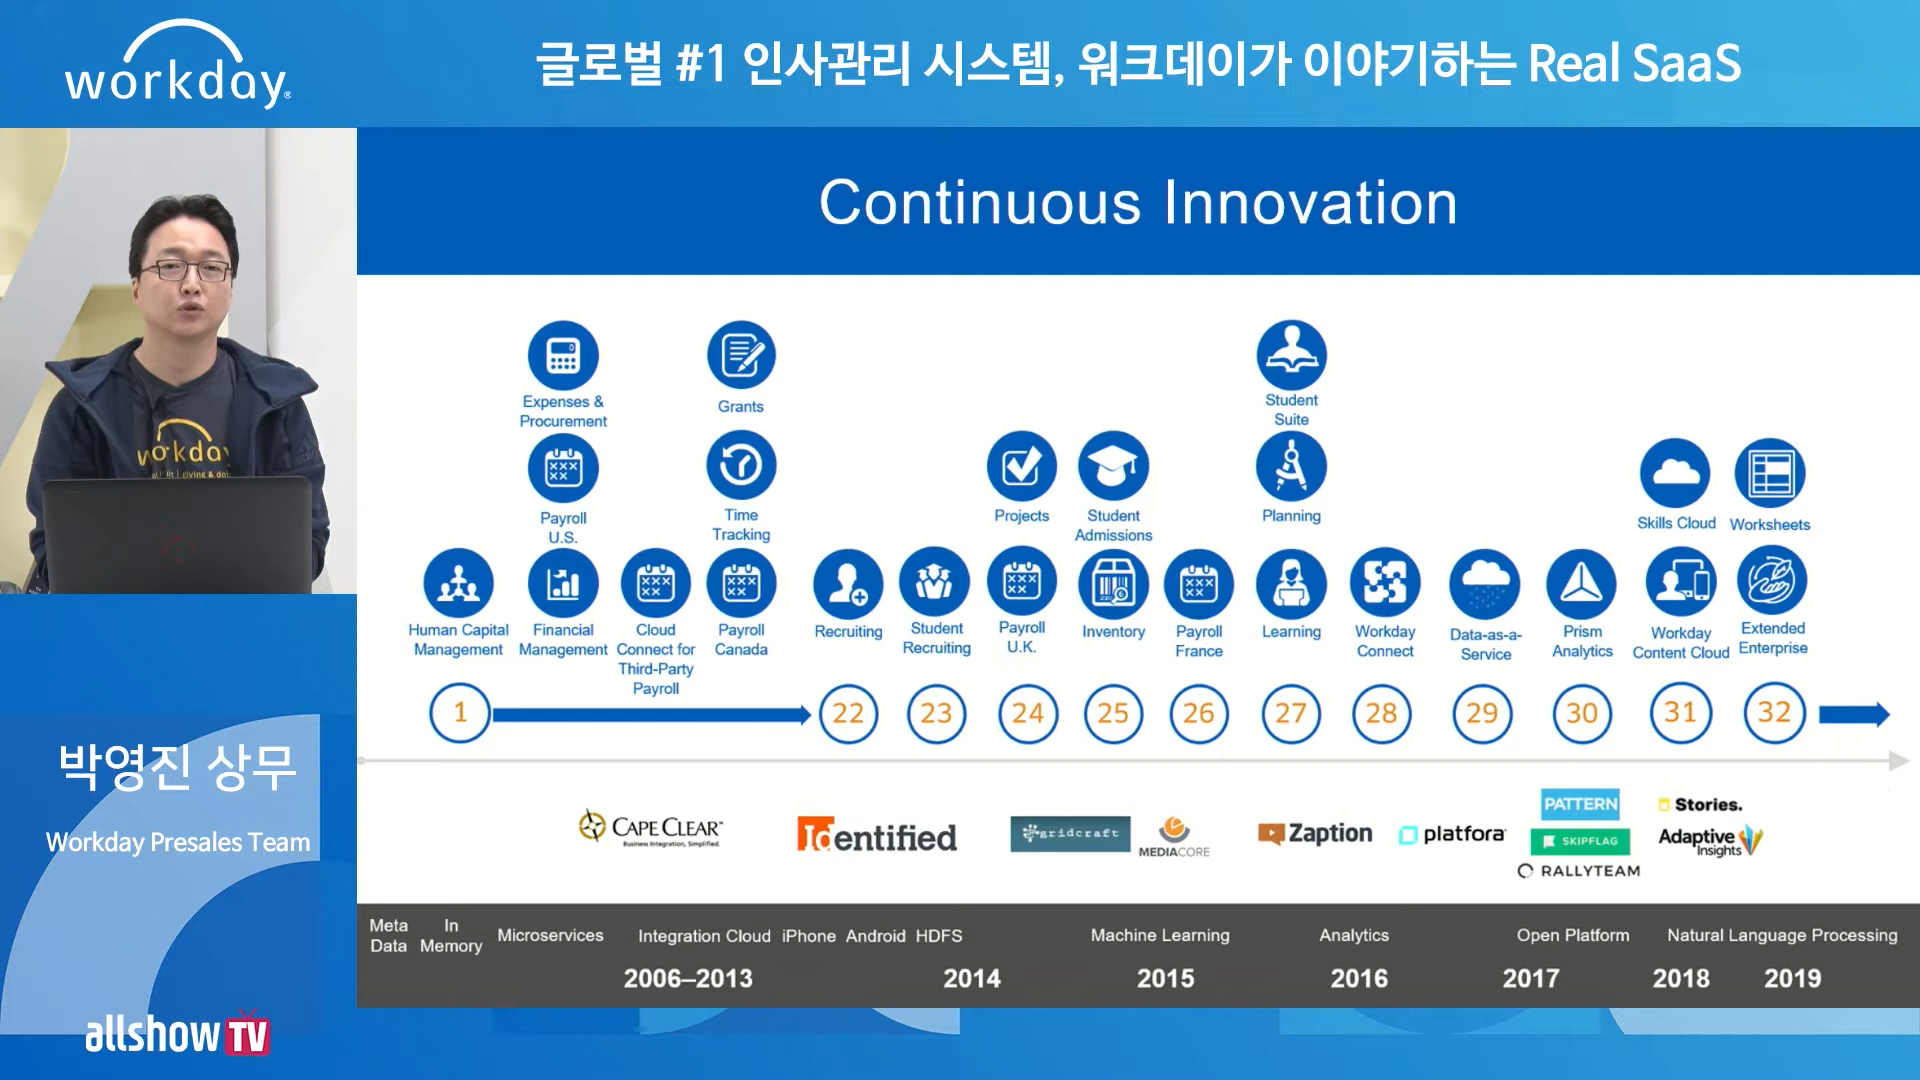 workday®
글로벌 #1 인사관리 시스템, 워크데이가 이야기하는 Real SaaS
Continuous Innovation
Expenses &
Procurement
Grants
Student
Suite
Payroll
U.S.
Time
Tracking
Projects
Student
Admissions
Planning
Skills Cloud
Worksheets
Human Capital
Management
Financial
Management
Cloud
Connect for
Third-Party
Payroll
Payroll
Canada
Recruiting
Student
Recruiting
Payroll
U.K.
Inventory
Payroll
France
Learning
Workday
Connect
Data-as-a-
Service
Prism
Analytics
Workday
Content Cloud
Extended
Enterprise
1 22 23 24 25 26 27 28 29 30 31 32
CAPE CLEAR™
Business Integration, Simplified.
Identified
gridcraft
MEDIACORE
Zaption
platfora
PATTERN
SKIPFLAG
RALLYTEAM
Stories.
Adaptive
Insights
Meta
Data
In
Memory
Microservices
Integration Cloud iPhone Android HDFS
Machine Learning
Analytics
Open Platform
Natural Language Processing
2006–2013 2014 2015 2016 2017 2018 2019
workday
박영진 상무
Workday Presales Team
allshow TV